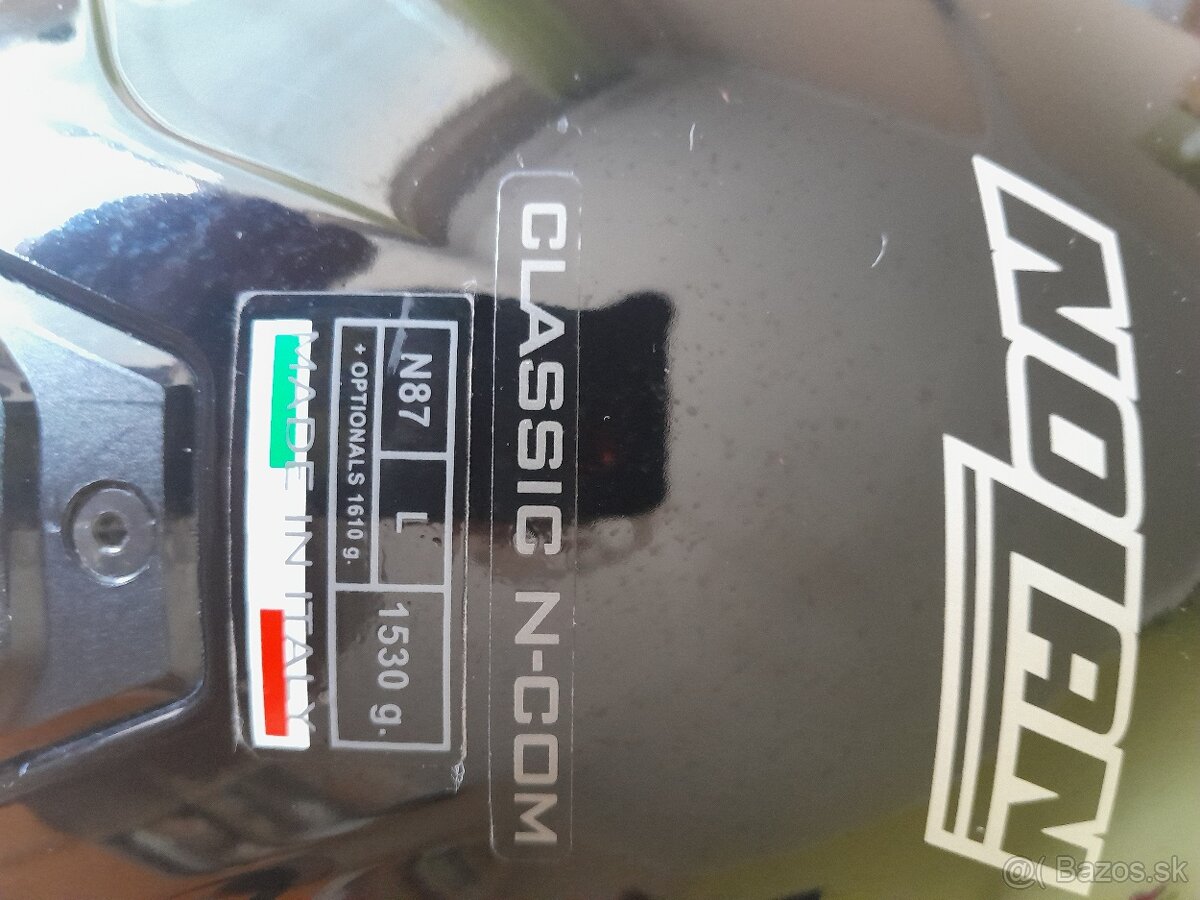 NOLAN
CLASSIC N-COM
N87 L 1530 g.
+ OPTIONALS 1610 g.
MADE IN ITALY
@( Bazos.sk